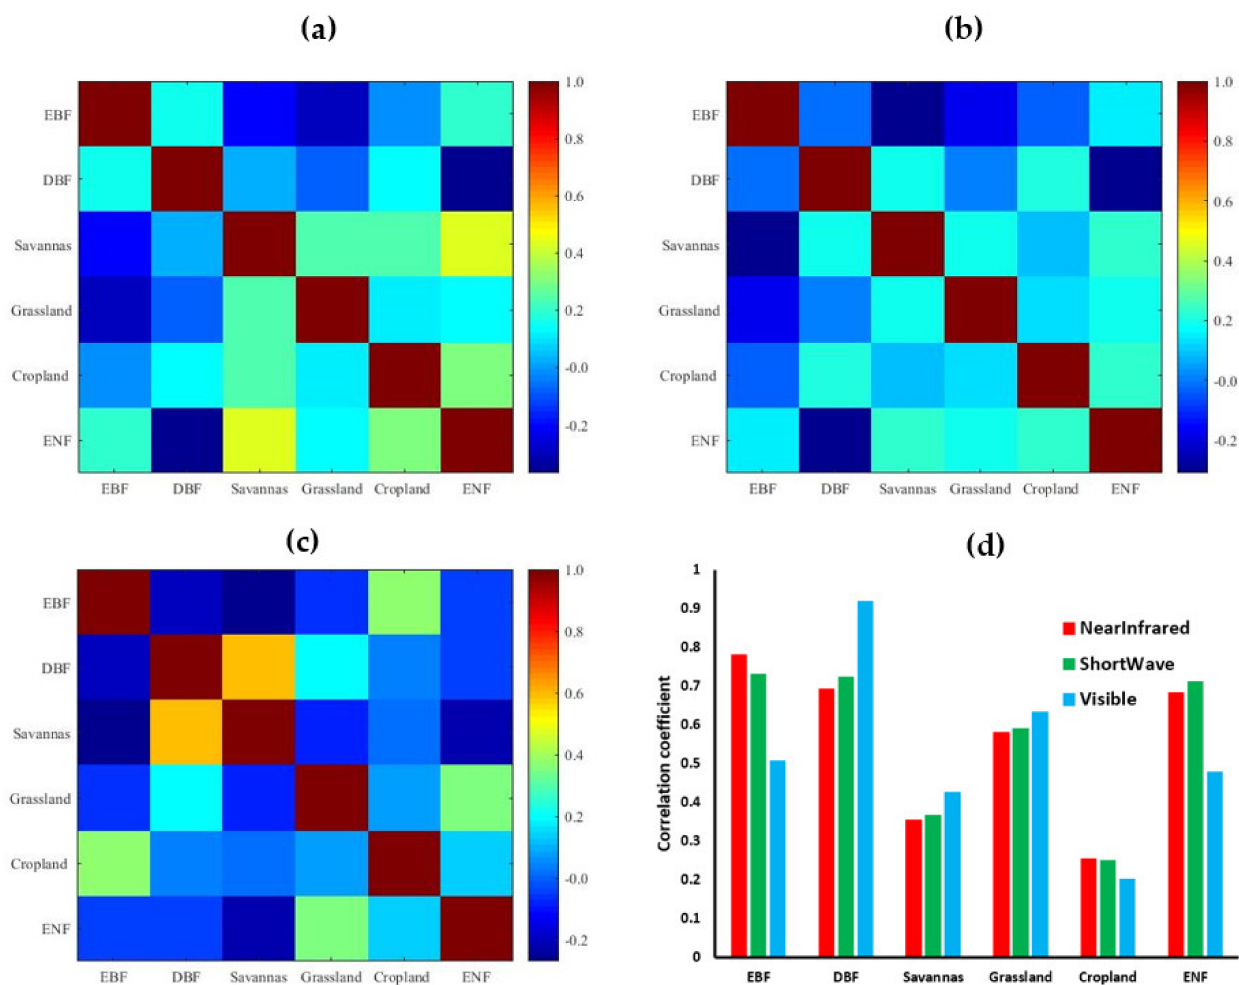 (a)
EBF
DBF
Savannas
Grassland
Cropland
ENF
EBF DBF Savannas Grassland Cropland ENF
1.0
0.8
0.6
0.4
0.2
-0.0
-0.2
(b)
EBF
DBF
Savannas
Grassland
Cropland
ENF
EBF DBF Savannas Grassland Cropland ENF
1.0
0.8
0.6
0.4
0.2
-0.0
-0.2
(c)
EBF
DBF
Savannas
Grassland
Cropland
ENF
EBF DBF Savannas Grassland Cropland ENF
1.0
0.8
0.6
0.4
0.2
-0.0
-0.2
(d)
Correlation coefficient
1
0.9
0.8
0.7
0.6
0.5
0.4
0.3
0.2
0.1
0
NearInfrared
ShortWave
Visible
EBF DBF Savannas Grassland Cropland ENF